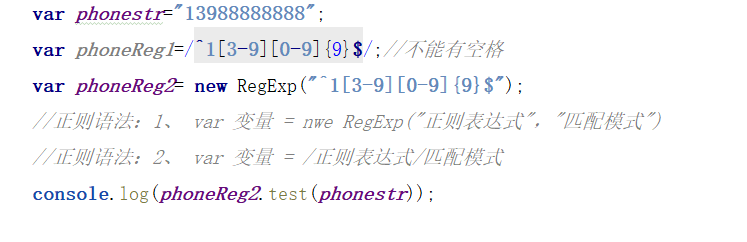 var phonestr="13988888888";
var phoneReg1=/^1[3-9][0-9]{9}$/;//不能有空格
var phoneReg2= new RegExp("^1[3-9][0-9]{9}$");
//正则语法：1、 var 变量 = nwe RegExp("正则表达式"，"匹配模式")
//正则语法：2、 var 变量 = /正则表达式/匹配模式
console.log(phoneReg2.test(phonestr));